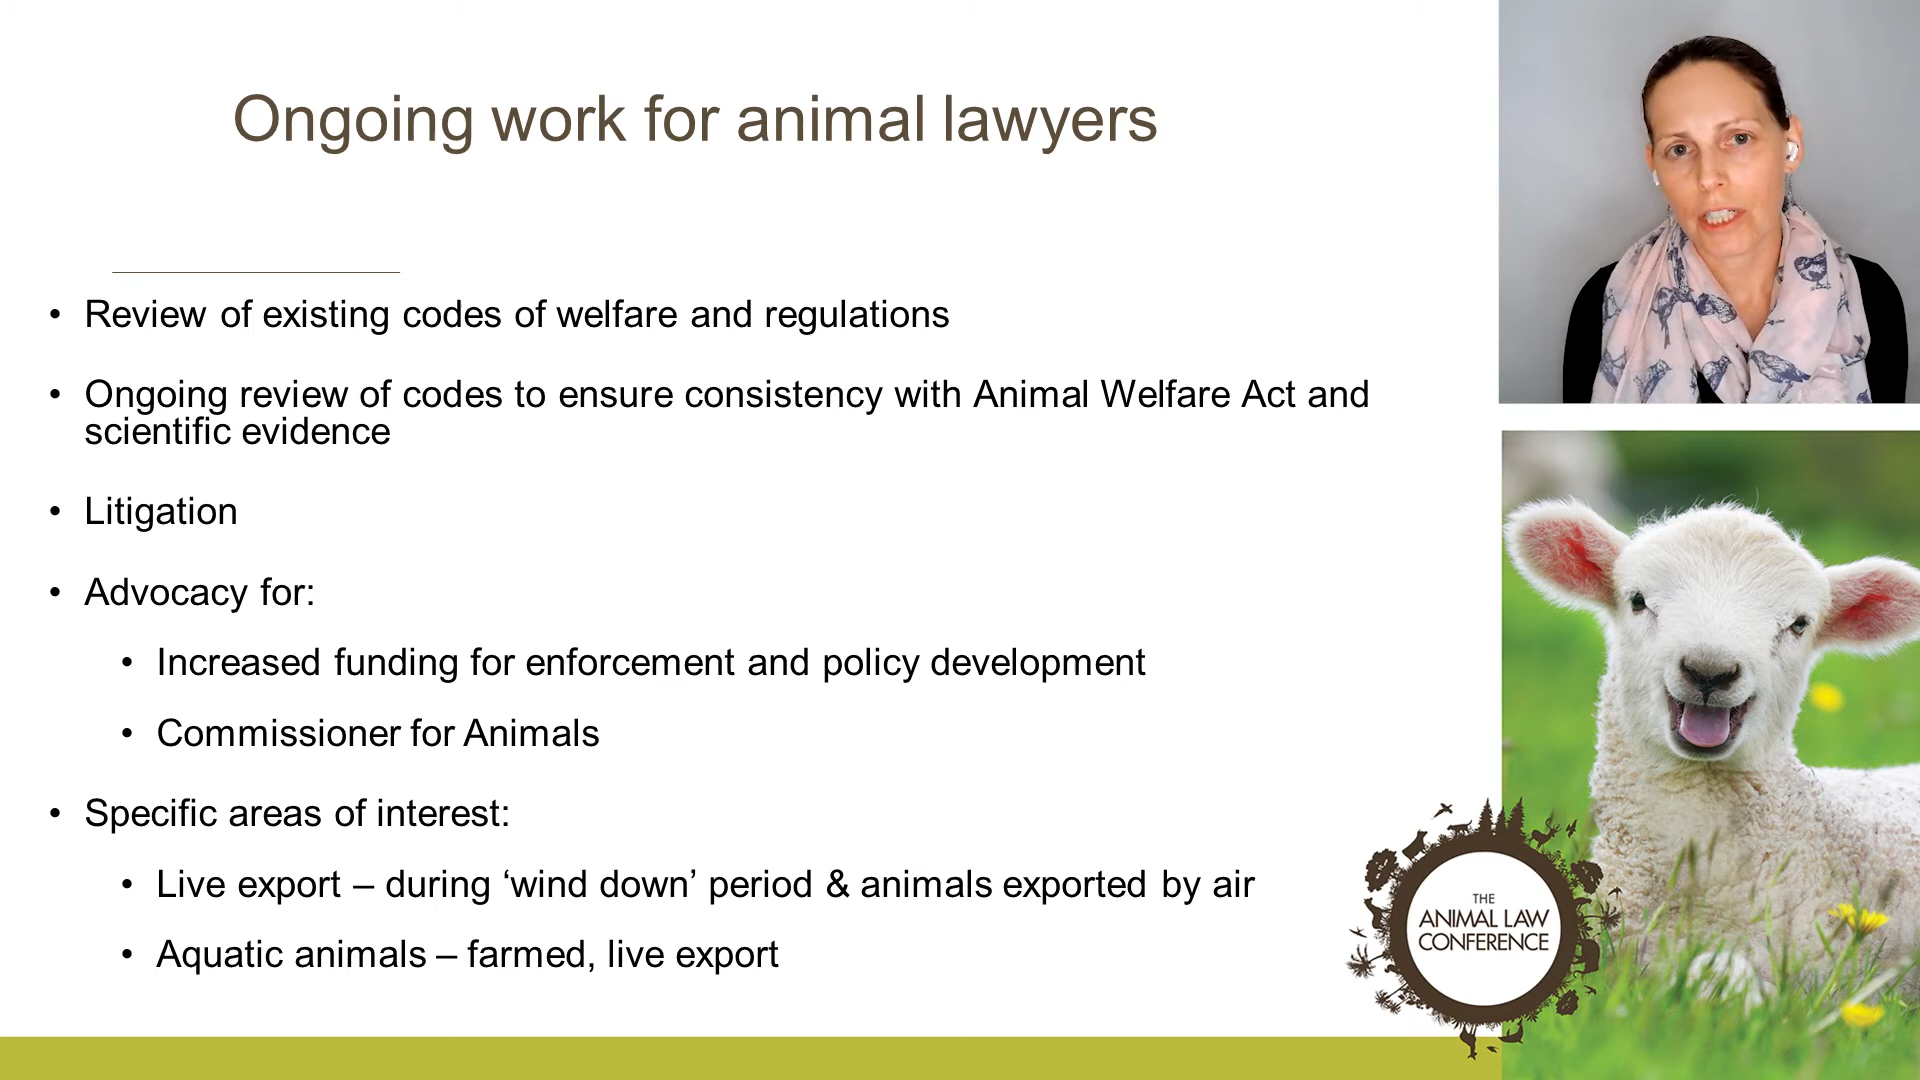 Ongoing work for animal lawyers
• Review of existing codes of welfare and regulations
• Ongoing review of codes to ensure consistency with Animal Welfare Act and
scientific evidence
• Litigation
• Advocacy for:
• Increased funding for enforcement and policy development
• Commissioner for Animals
• Specific areas of interest:
• Live export – during ‘wind down’ period & animals exported by air
• Aquatic animals – farmed, live export
THE
ANIMAL LAW
CONFERENCE